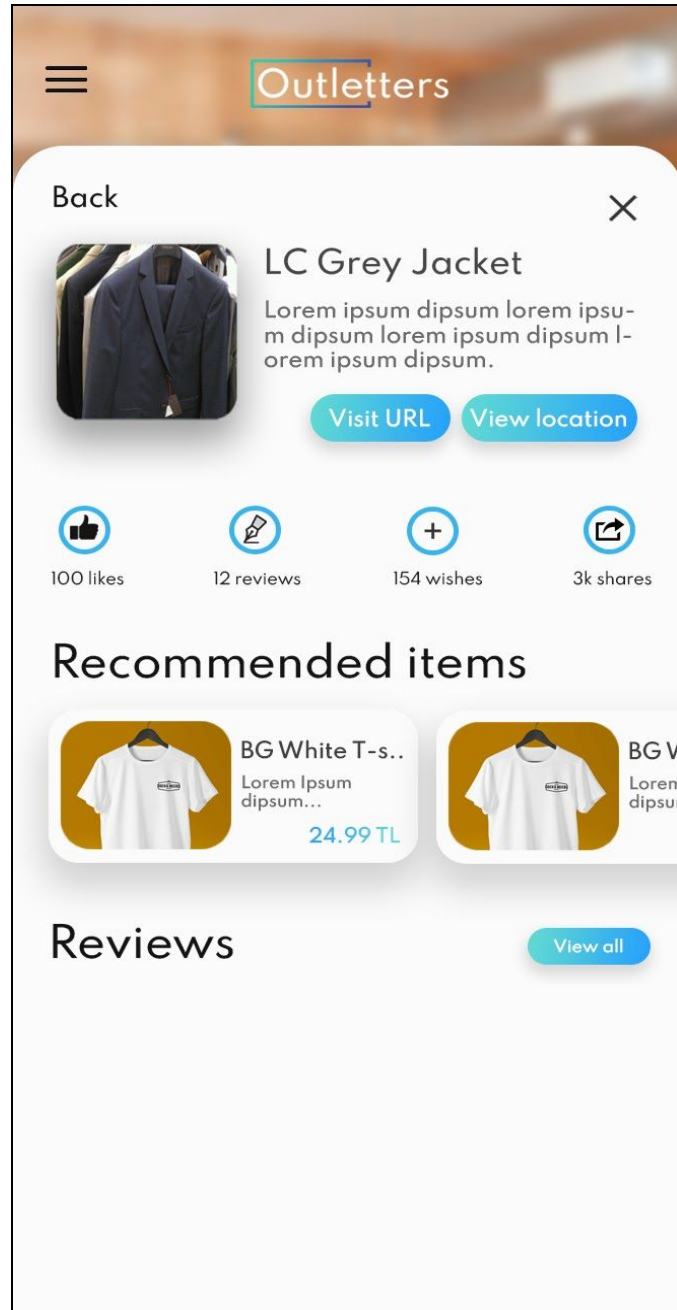 Outletters
Back
LC Grey Jacket
Lorem ipsum dipsum lorem ipsu-
m dipsum lorem ipsum dipsum l-
orem ipsum dipsum.
Visit URL
View location
100 likes
12 reviews
154 wishes
3k shares
Recommended items
BG White T-s..
Lorem Ipsum
dipsum...
24.99 TL
BG
Reviews
View all